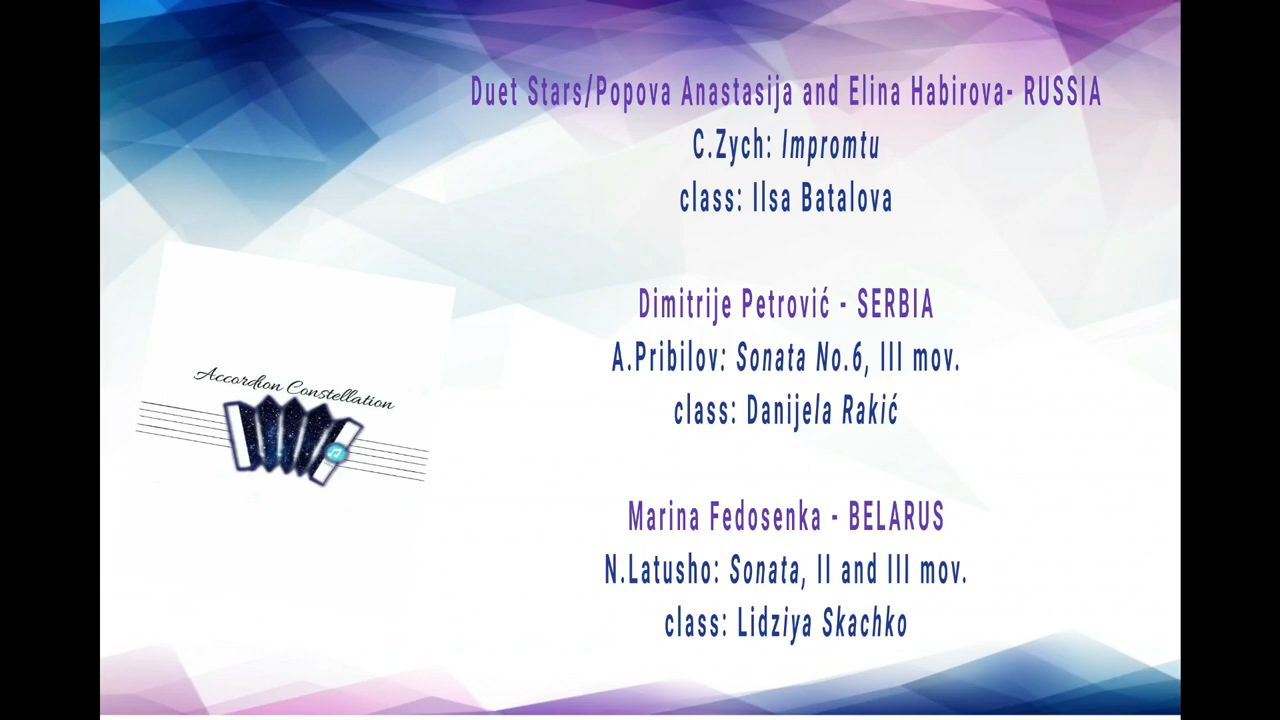 Duet Stars/Popova Anastasija and Elina Habirova- RUSSIA
C.Zych: Impromtu
class: Ilsa Batalova
Dimitrije Petrović - SERBIA
A.Pribilov: Sonata No.6, III mov.
class: Danijela Rakić
Marina Fedosenka - BELARUS
N.Latusho: Sonata, II and III mov.
class: Lidziya Skachko
Accordion Constellation